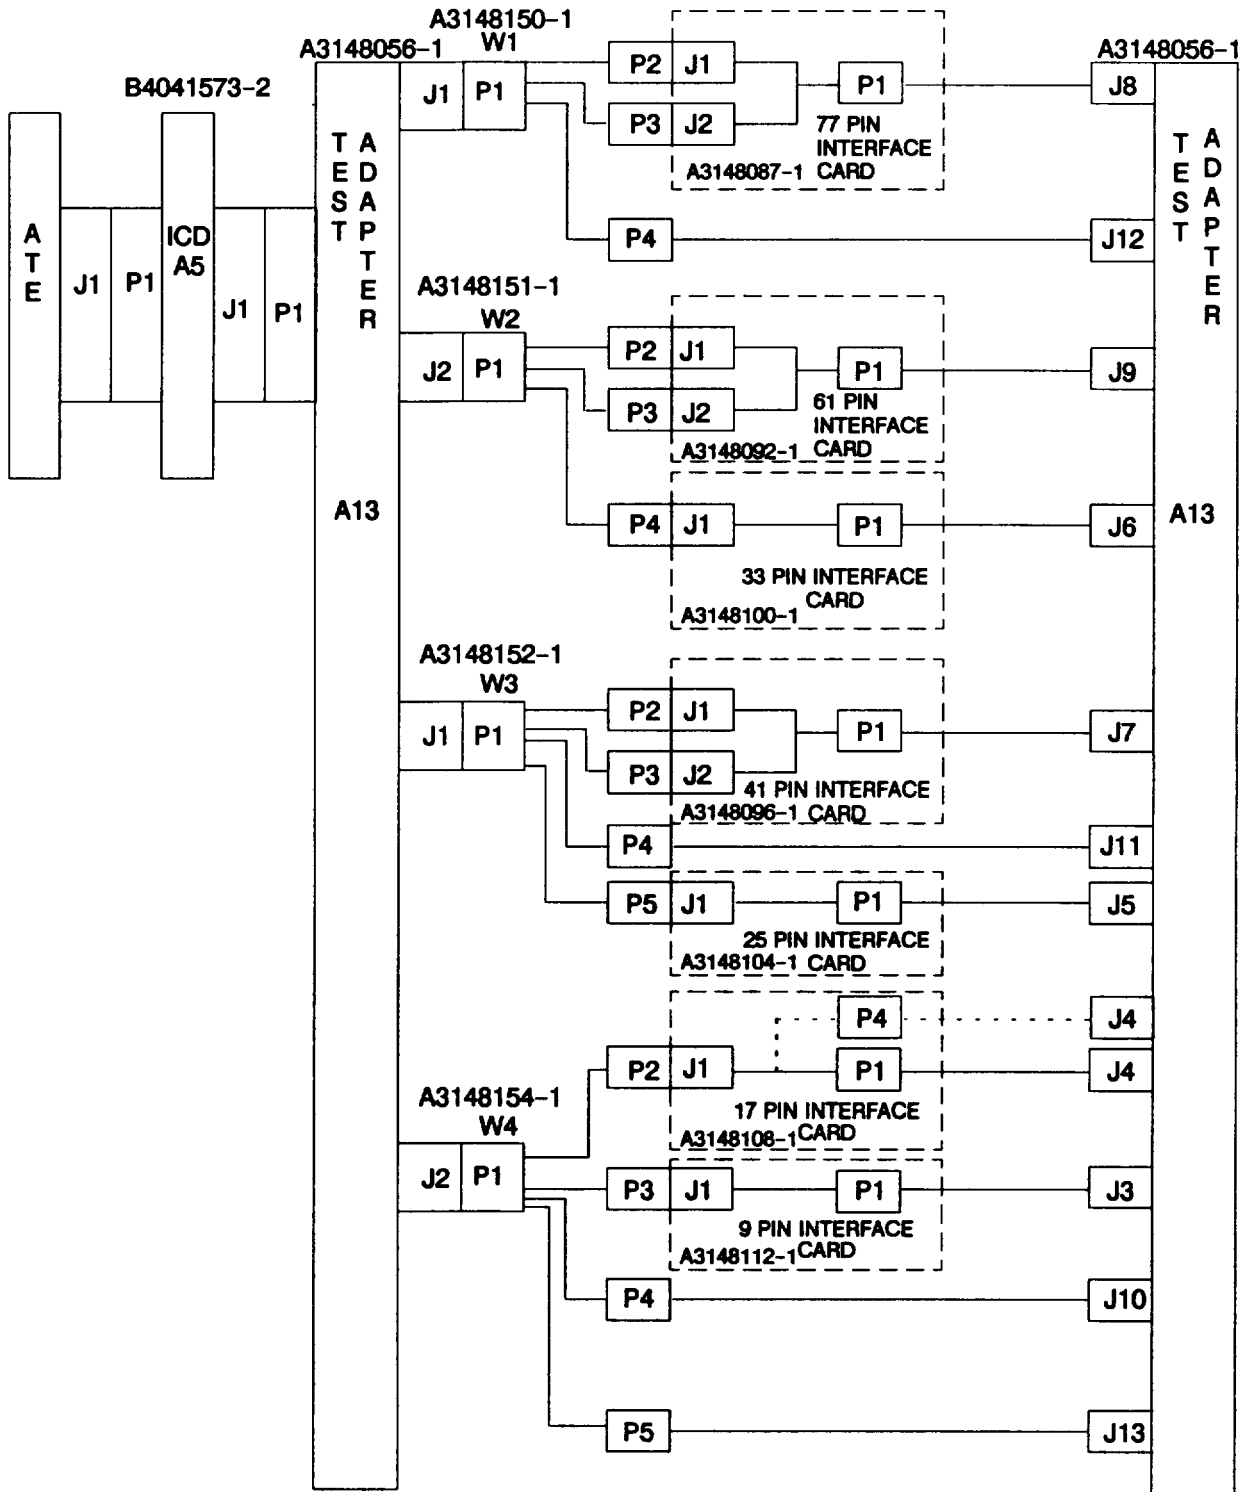 A3148150-1
W1
A3148056-1
B4041573-2
A3148056-1
ATE
J1
P1
ICD
A5
J1
P1
TEST ADAPTER
A13
J1
P1
P2
J1
P3
J2
P1
77 PIN
INTERFACE
CARD
A3148087-1
J8
P4
J12
TEST ADAPTER
A13
A3148151-1
W2
J2
P1
P2
J1
P3
J2
P1
61 PIN
INTERFACE
CARD
A3148092-1
J9
P4
J1
P1
33 PIN INTERFACE
CARD
A3148100-1
J6
A3148152-1
W3
J1
P1
P2
J1
P3
J2
P1
41 PIN INTERFACE
CARD
A3148096-1
J7
P4
J11
P5
J1
P1
25 PIN INTERFACE
CARD
A3148104-1
J5
P4
J4
A3148154-1
W4
J2
P1
P2
J1
P1
17 PIN INTERFACE
CARD
A3148108-1
J4
P3
J1
P1
9 PIN INTERFACE
CARD
A3148112-1
J3
P4
J10
P5
J13